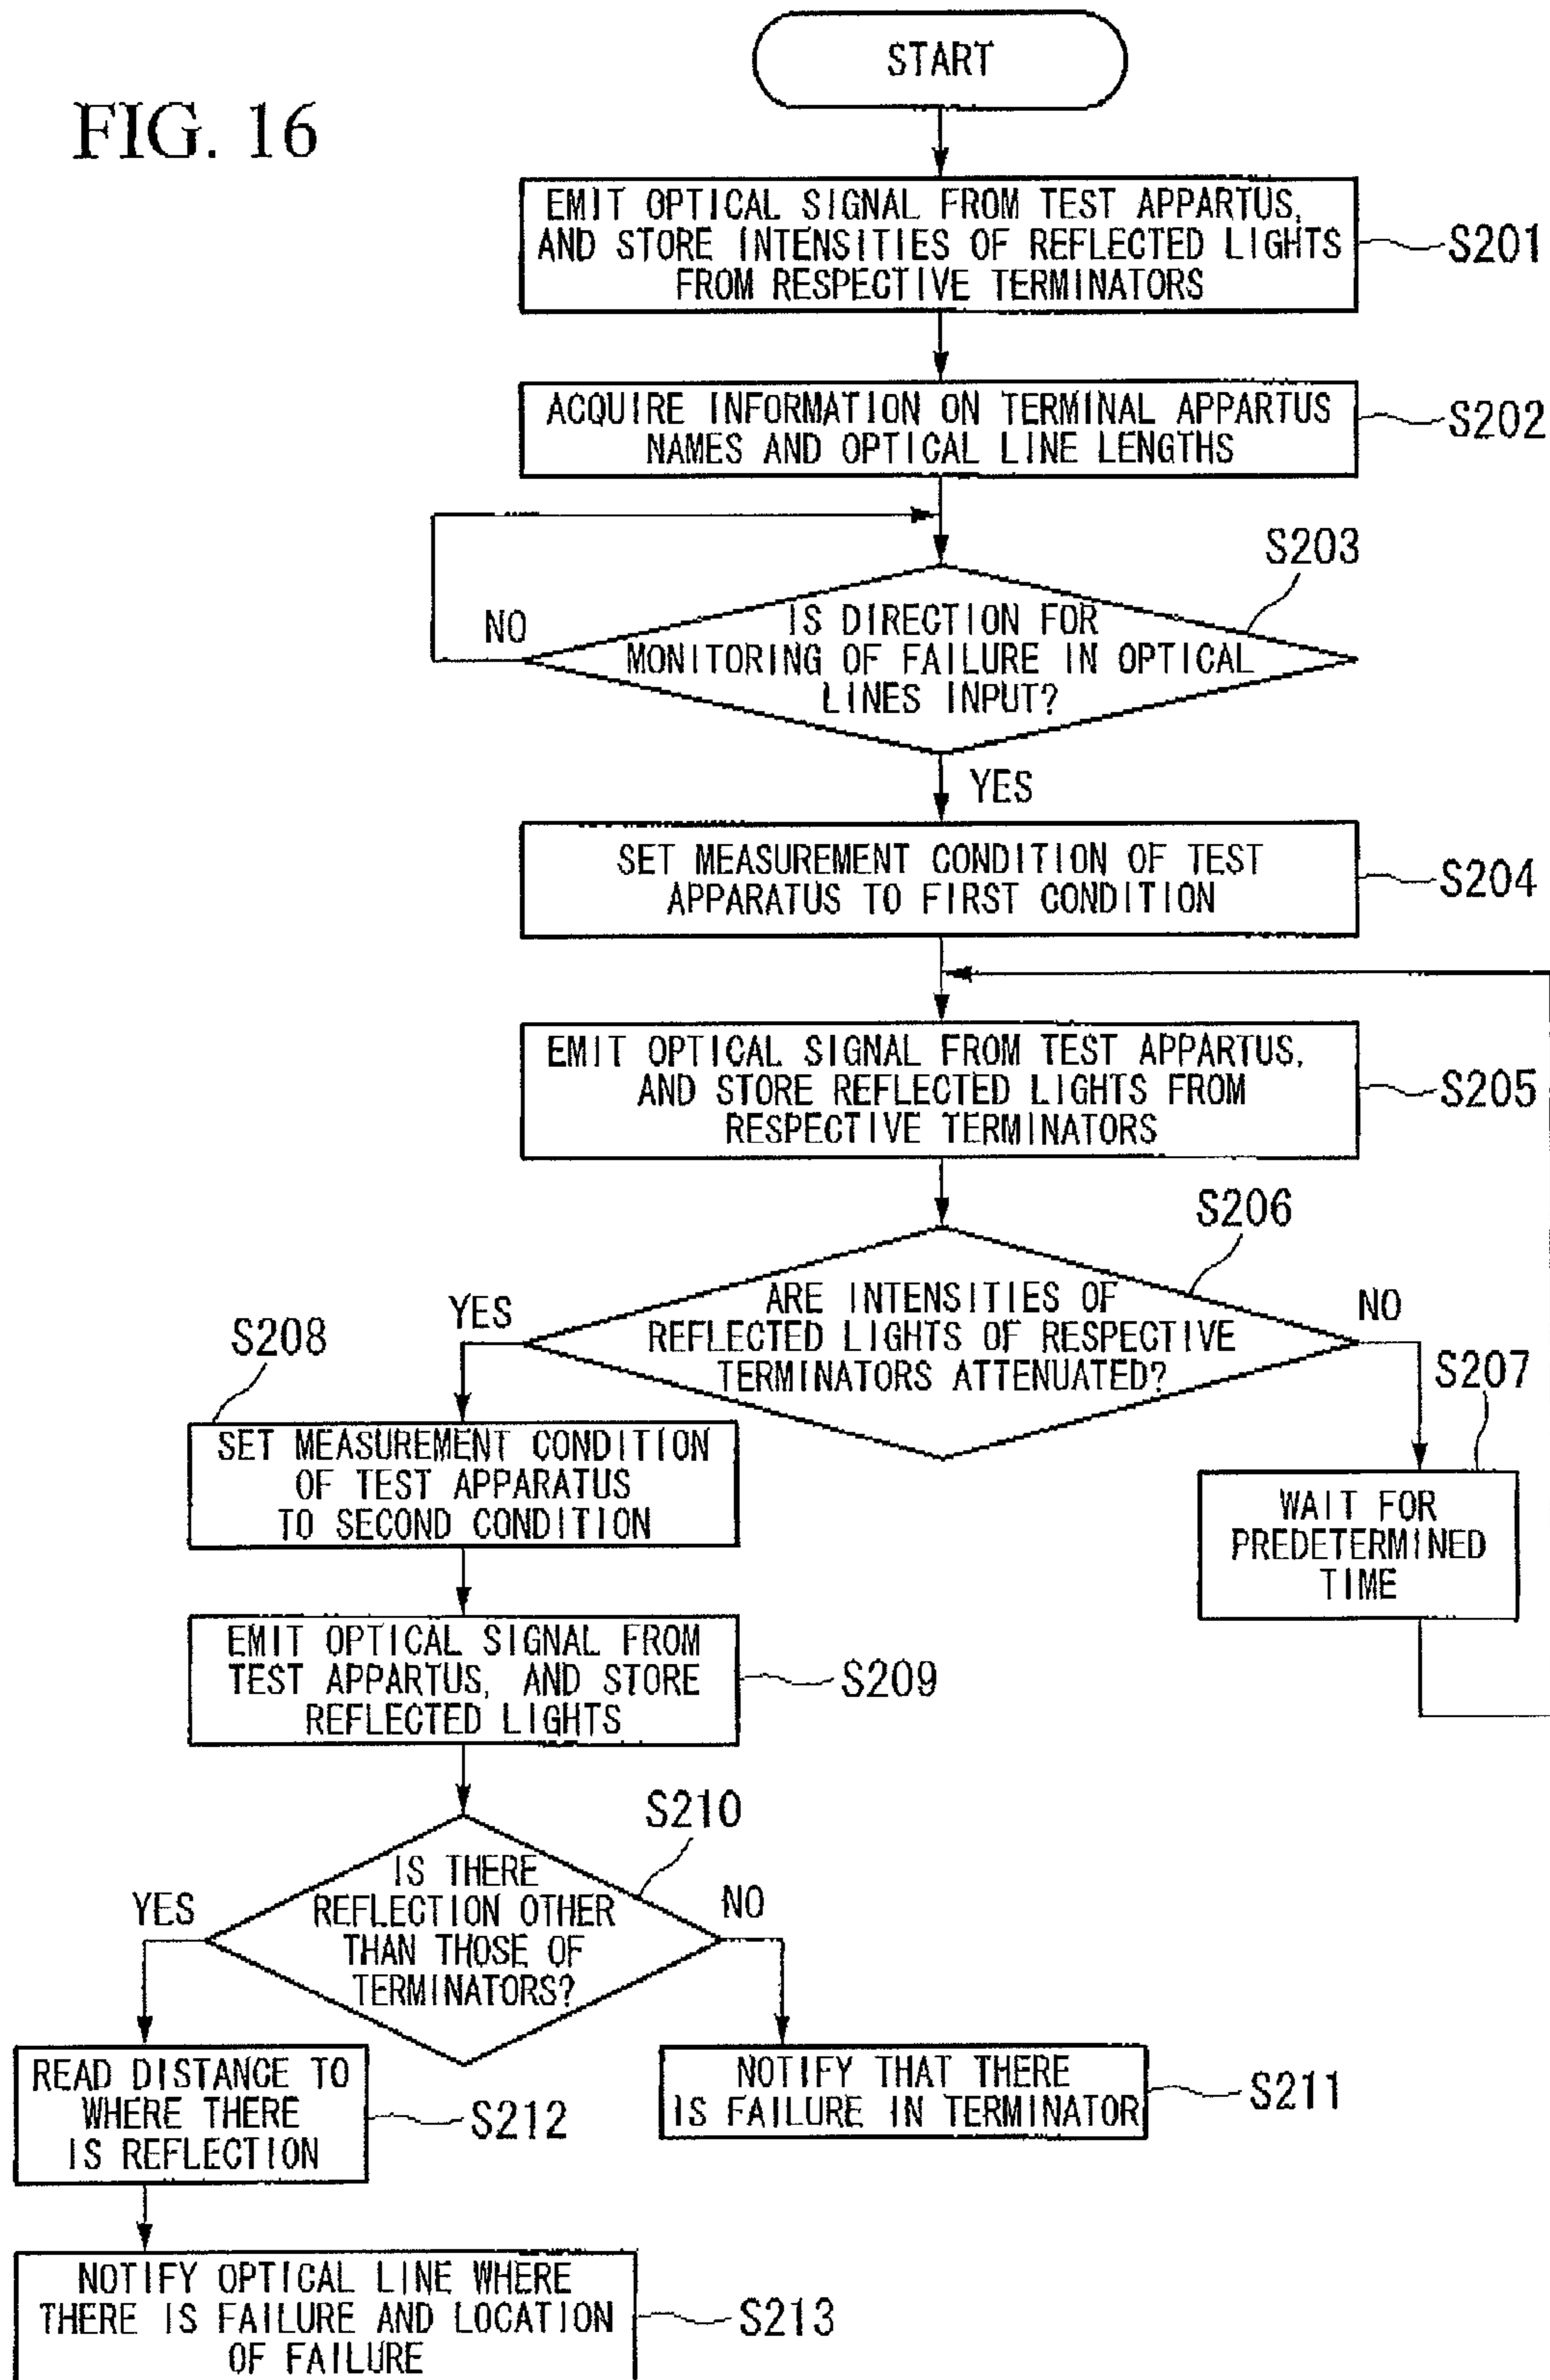 FIG. 16
START
EMIT OPTICAL SIGNAL FROM TEST APPARTUS,
AND STORE INTENSITIES OF REFLECTED LIGHTS
FROM RESPECTIVE TERMINATORS
S201
ACQUIRE INFORMATION ON TERMINAL APPARTUS
NAMES AND OPTICAL LINE LENGTHS
S202
S203
NO
IS DIRECTION FOR
MONITORING OF FAILURE IN OPTICAL
LINES INPUT?
YES
SET MEASUREMENT CONDITION OF TEST
APPARATUS TO FIRST CONDITION
S204
EMIT OPTICAL SIGNAL FROM TEST APPARTUS,
AND STORE REFLECTED LIGHTS FROM
RESPECTIVE TERMINATORS
S205
S206
YES
ARE INTENSITIES OF
REFLECTED LIGHTS OF RESPECTIVE
TERMINATORS ATTENUATED?
NO
S208
S207
SET MEASUREMENT CONDITION
OF TEST APPARATUS
TO SECOND CONDITION
WAIT FOR
PREDETERMINED
TIME
EMIT OPTICAL SIGNAL FROM
TEST APPARTUS, AND STORE
REFLECTED LIGHTS
S209
S210
YES
IS THERE
REFLECTION OTHER
THAN THOSE OF
TERMINATORS?
NO
READ DISTANCE TO
WHERE THERE
IS REFLECTION
S212
NOTIFY THAT THERE
IS FAILURE IN TERMINATOR
S211
NOTIFY OPTICAL LINE WHERE
THERE IS FAILURE AND LOCATION
OF FAILURE
S213